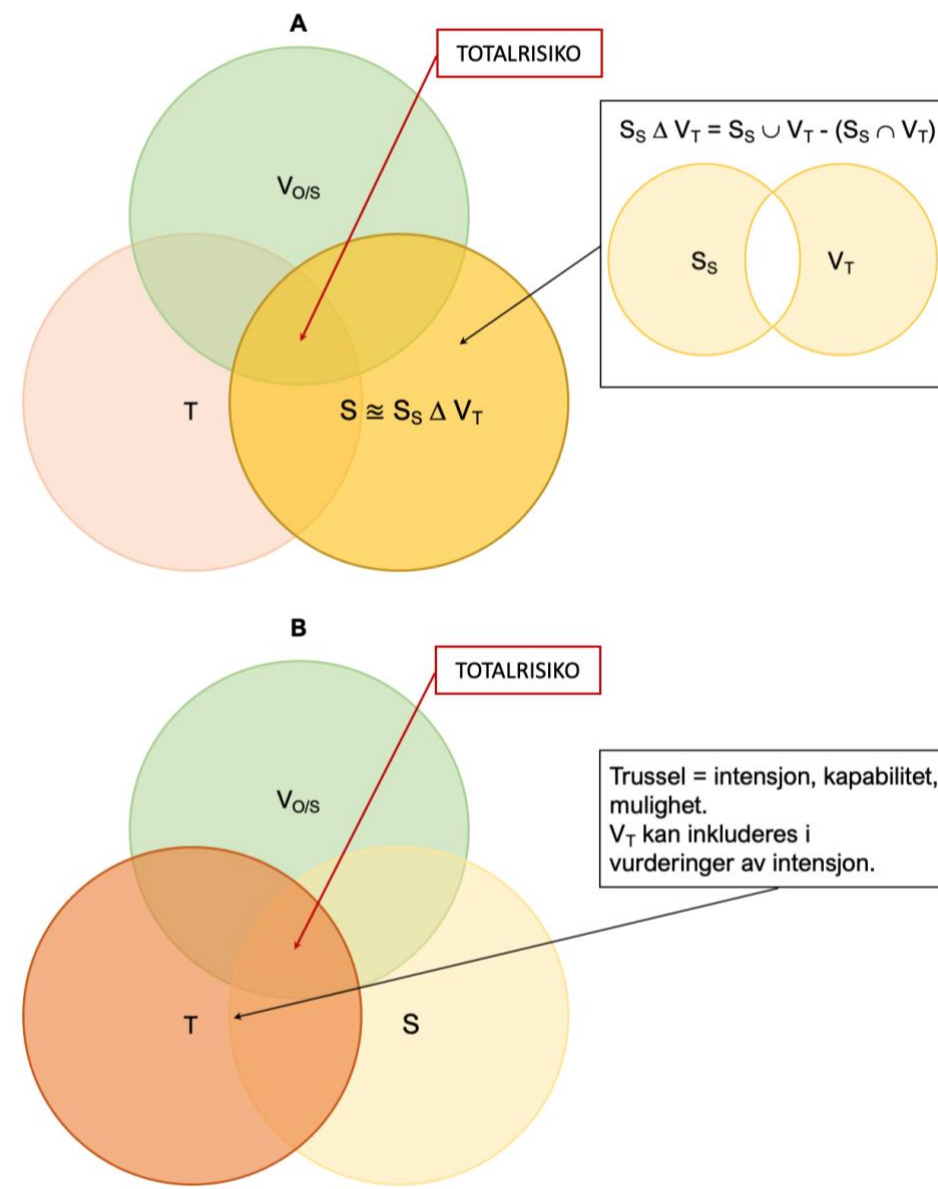 A
TOTALRISIKO
V_O/S
S_S Δ V_T = S_S ∪ V_T - (S_S ∩ V_T)
S_S
V_T
T
S ≊ S_S Δ V_T
B
TOTALRISIKO
V_O/S
Trussel = intensjon, kapabilitet,
mulighet.
V_T kan inkluderes i
vurderinger av intensjon.
T
S